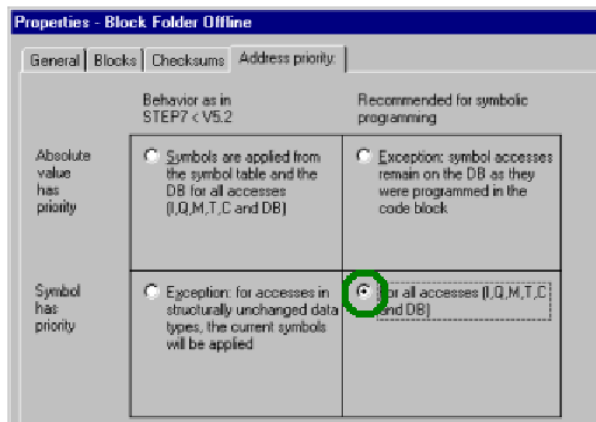 Properties - Block Folder Offline
General Blocks Checksums Address priority:
Behavior as in
STEP7 < V5.2
Recommended for symbolic
programming
Absolute
value
has
priority
Symbols are applied from
the symbol table and the
DB for all accesses
(I,Q,M,T,C and DB)
Exception: symbol accesses
remain on the DB as they
were programmed in the
code block
Symbol
has
priority
Exception: for accesses in
structurally unchanged data
types, the current symbols
will be applied
For all accesses (I,Q,M,T,C
and DB)